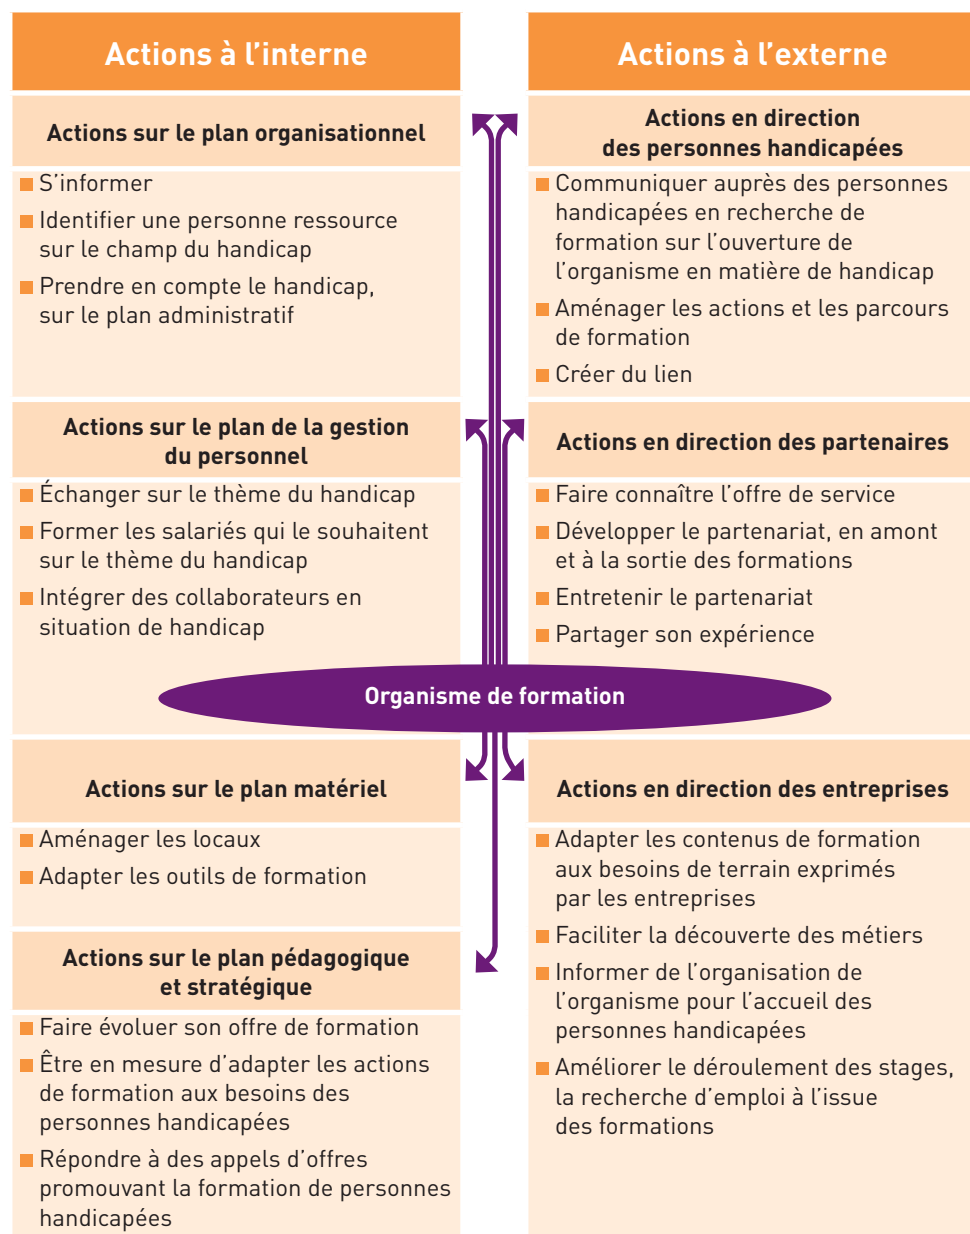 Actions à l’interne
Actions sur le plan organisationnel
S’informer
Identifier une personne ressource
sur le champ du handicap
Prendre en compte le handicap,
sur le plan administratif
Actions sur le plan de la gestion
du personnel
Échanger sur le thème du handicap
Former les salariés qui le souhaitent
sur le thème du handicap
Intégrer des collaborateurs en
situation de handicap
Organisme de formation
Actions sur le plan matériel
Aménager les locaux
Adapter les outils de formation
Actions sur le plan pédagogique
et stratégique
Faire évoluer son offre de formation
Être en mesure d’adapter les actions
de formation aux besoins des
personnes handicapées
Répondre à des appels d’offres
promouvant la formation de personnes
handicapées
Actions à l’externe
Actions en direction
des personnes handicapées
Communiquer auprès des personnes
handicapées en recherche de
formation sur l’ouverture de
l’organisme en matière de handicap
Aménager les actions et les parcours
de formation
Créer du lien
Actions en direction des partenaires
Faire connaître l’offre de service
Développer le partenariat, en amont
et à la sortie des formations
Entretenir le partenariat
Partager son expérience
Actions en direction des entreprises
Adapter les contenus de formation
aux besoins de terrain exprimés
par les entreprises
Faciliter la découverte des métiers
Informer de l’organisation de
l’organisme pour l’accueil des
personnes handicapées
Améliorer le déroulement des stages,
la recherche d’emploi à l’issue
des formations